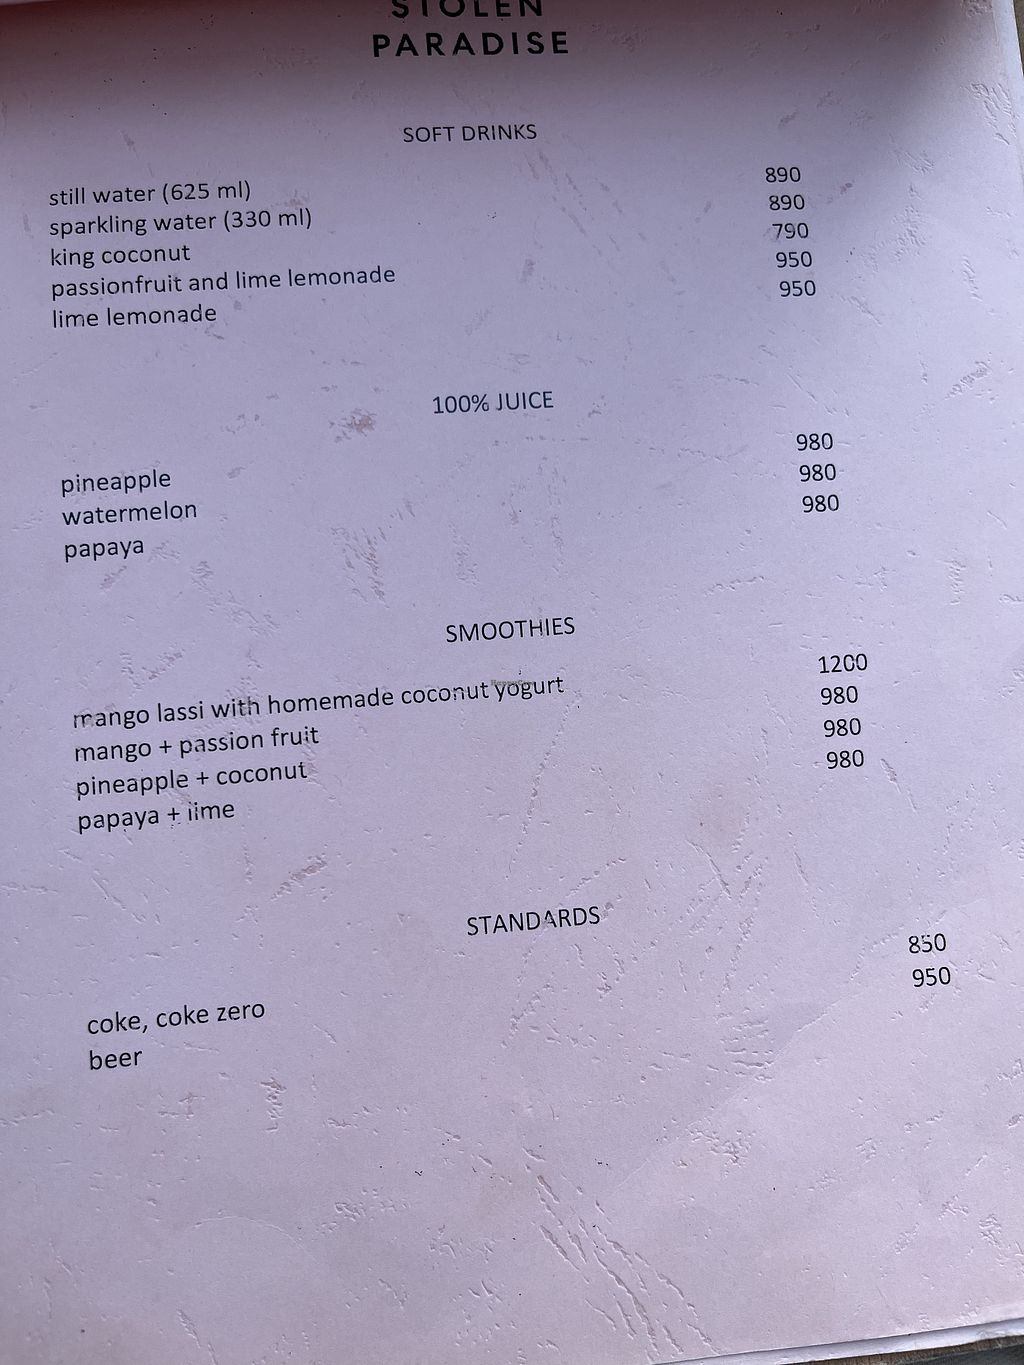 STOLEN
PARADISE
SOFT DRINKS
still water (625 ml) 890
sparkling water (330 ml) 890
king coconut 790
passionfruit and lime lemonade 950
lime lemonade 950
100% JUICE
pineapple 980
watermelon 980
papaya 980
SMOOTHIES
mango lassi with homemade coconut yogurt 1200
mango + passion fruit 980
pineapple + coconut 980
papaya + lime 980
STANDARDS
coke, coke zero 850
beer 950